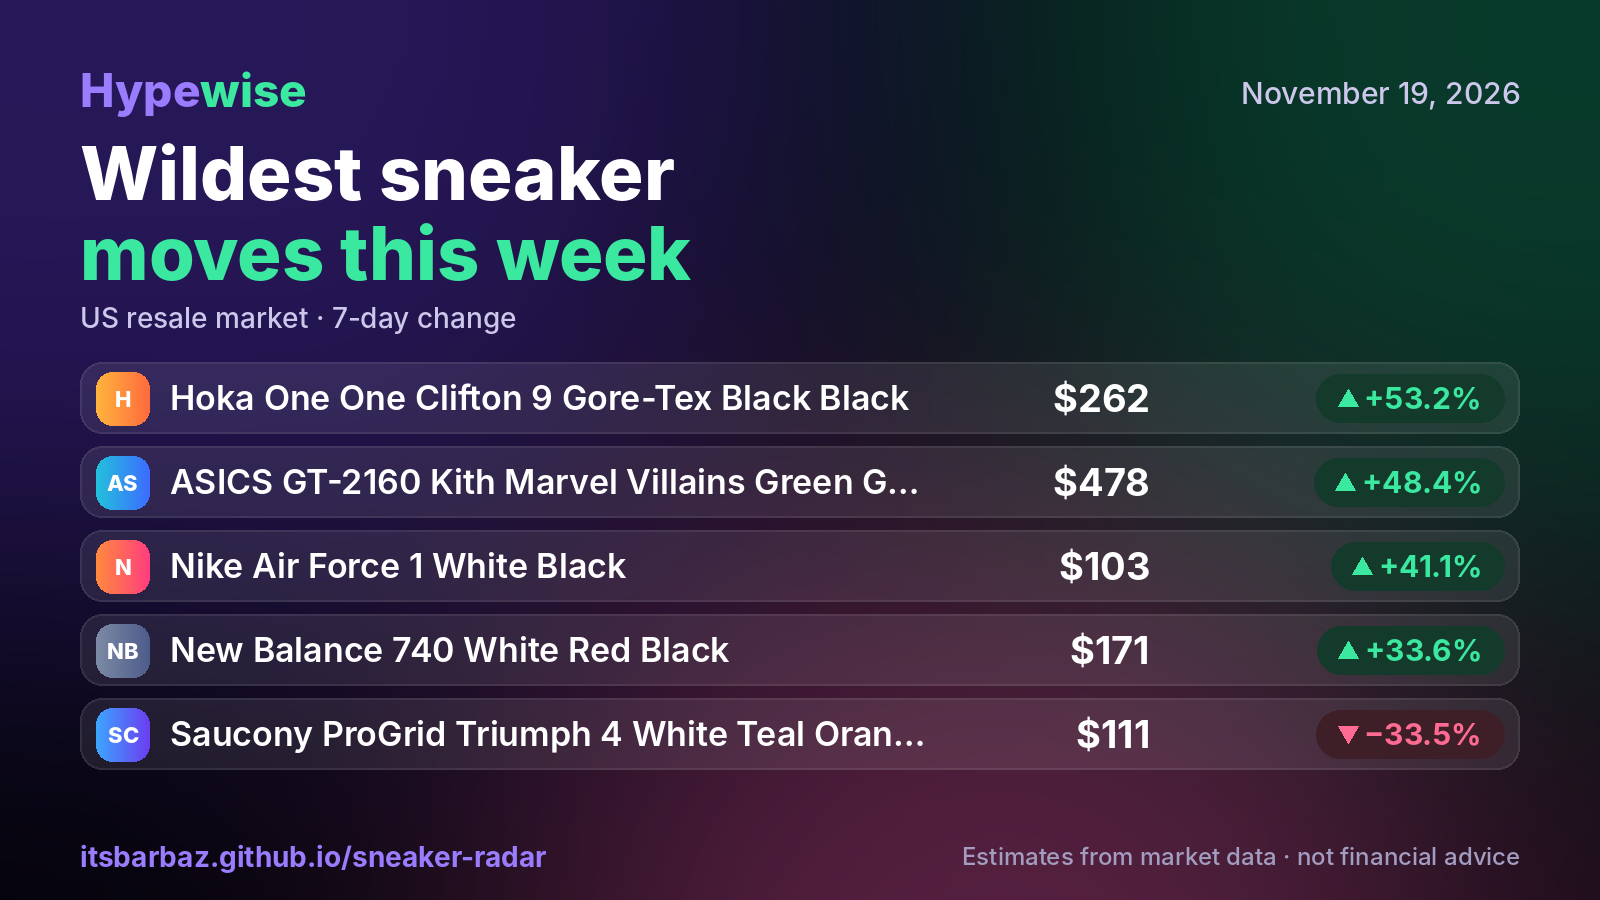 Hypewise
November 19, 2026
Wildest sneaker
moves this week
US resale market · 7-day change
H Hoka One One Clifton 9 Gore-Tex Black Black $262 ▲ +53.2%
AS ASICS GT-2160 Kith Marvel Villains Green G... $478 ▲ +48.4%
N Nike Air Force 1 White Black $103 ▲ +41.1%
NB New Balance 740 White Red Black $171 ▲ +33.6%
SC Saucony ProGrid Triumph 4 White Teal Oran... $111 ▼ −33.5%
itsbarbaz.github.io/sneaker-radar
Estimates from market data · not financial advice